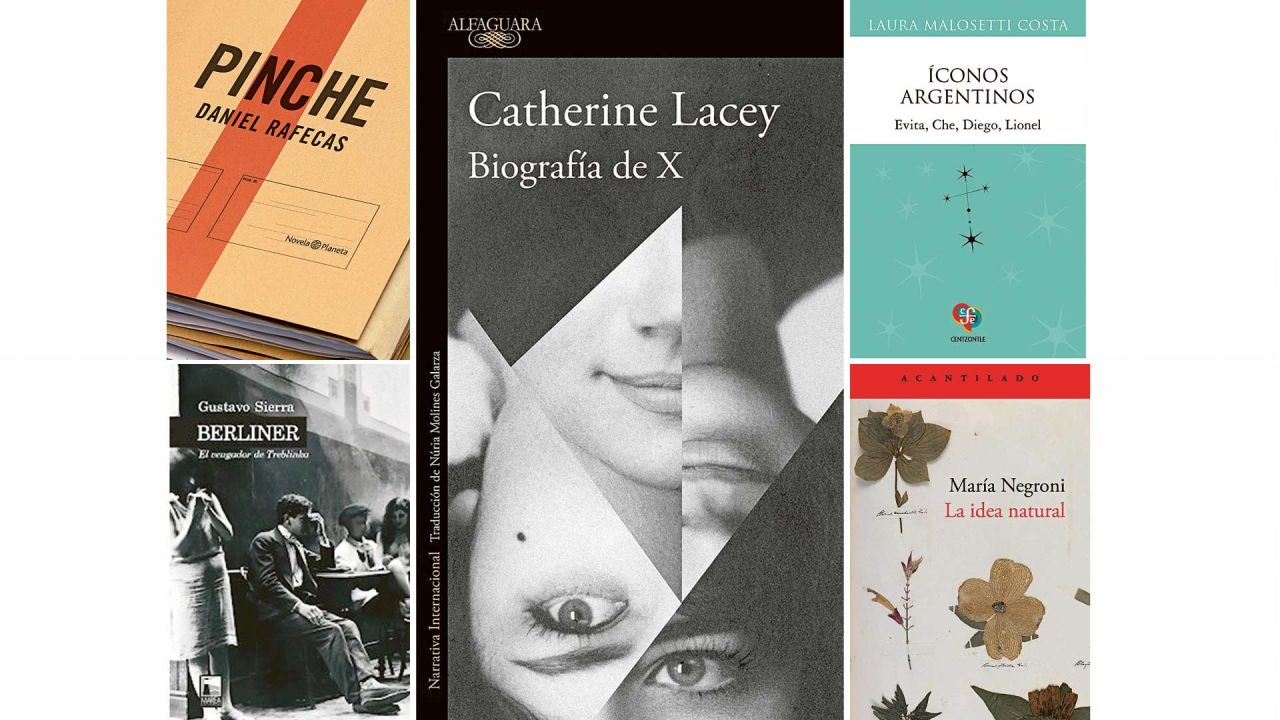 PINCHE
DANIEL RAFECAS
Novela Planeta
Gustavo Sierra
BERLINER
El vengador de Treblinka
MAREA
ALFAGUARA
Catherine Lacey
Biografía de X
Narrativa Internacional Traducción de Núria Molines Galarza
LAURA MALOSETTI COSTA
ÍCONOS
ARGENTINOS
Evita, Che, Diego, Lionel
cfe
CENTZONTLE
ACANTILADO
María Negroni
La idea natural